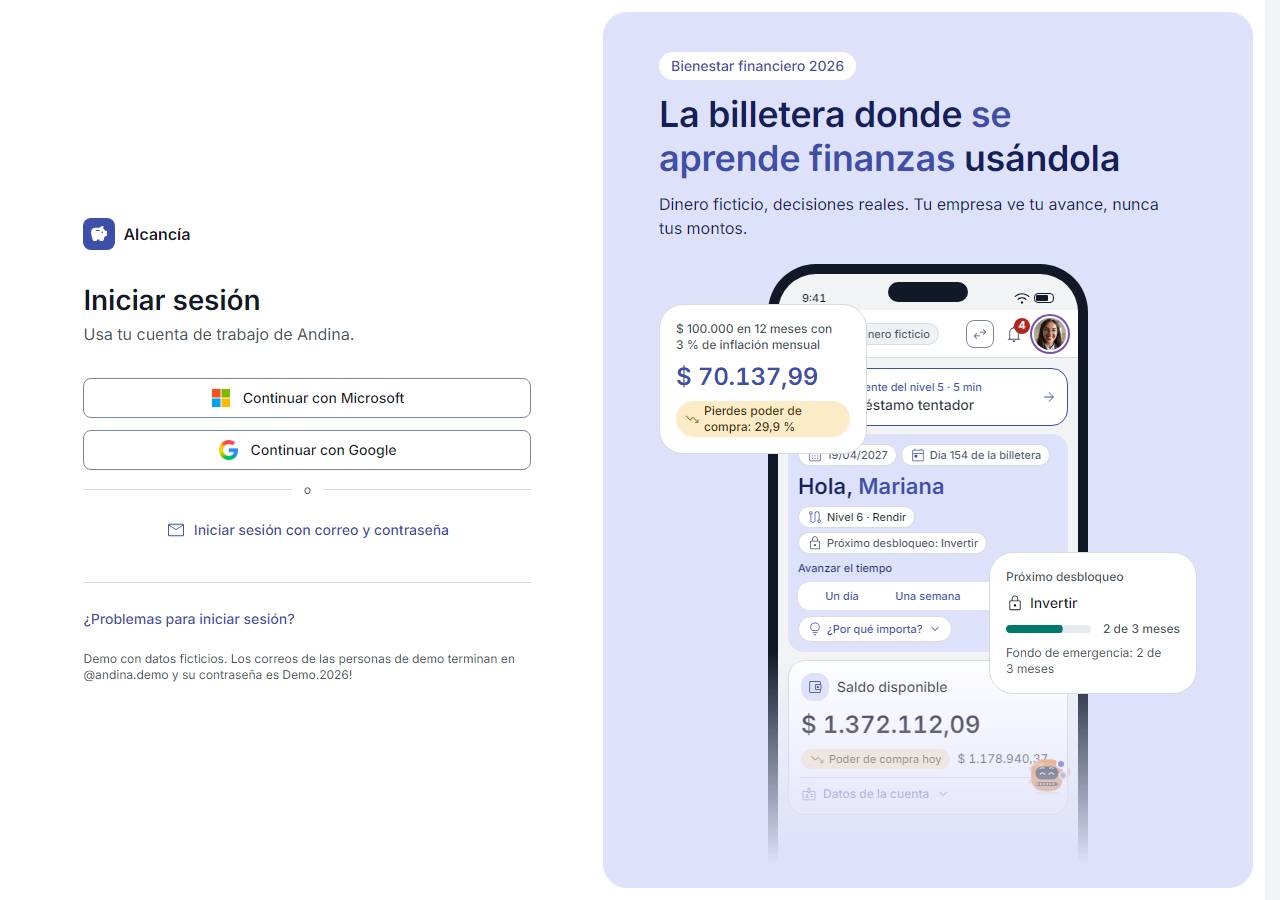 Alcancía
Iniciar sesión
Usa tu cuenta de trabajo de Andina.
Continuar con Microsoft
Continuar con Google
o
Iniciar sesión con correo y contraseña
¿Problemas para iniciar sesión?
Demo con datos ficticios. Los correos de las personas de demo terminan en
@andina.demo y su contraseña es Demo.2026!
Bienestar financiero 2026
La billetera donde se
aprende finanzas usándola
Dinero ficticio, decisiones reales. Tu empresa ve tu avance, nunca
tus montos.
9:41
ficticio
4
$ 100.000 en 12 meses con
3 % de inflación mensual
$ 70.137,99
Pierdes poder de
compra: 29,9 %
del nivel 5 · 5 min
tentador
19/04/2027
Día 154 de la billetera
Hola, Mariana
Nivel 6 · Rendir
Próximo desbloqueo: Invertir
Avanzar el tiempo
Un día
Una semana
¿Por qué importa?
Próximo desbloqueo
Invertir
2 de 3 meses
Fondo de emergencia: 2 de
3 meses
Saldo disponible
$ 1.372.112,09
Poder de compra hoy
$ 1.178.940,37
Datos de la cuenta